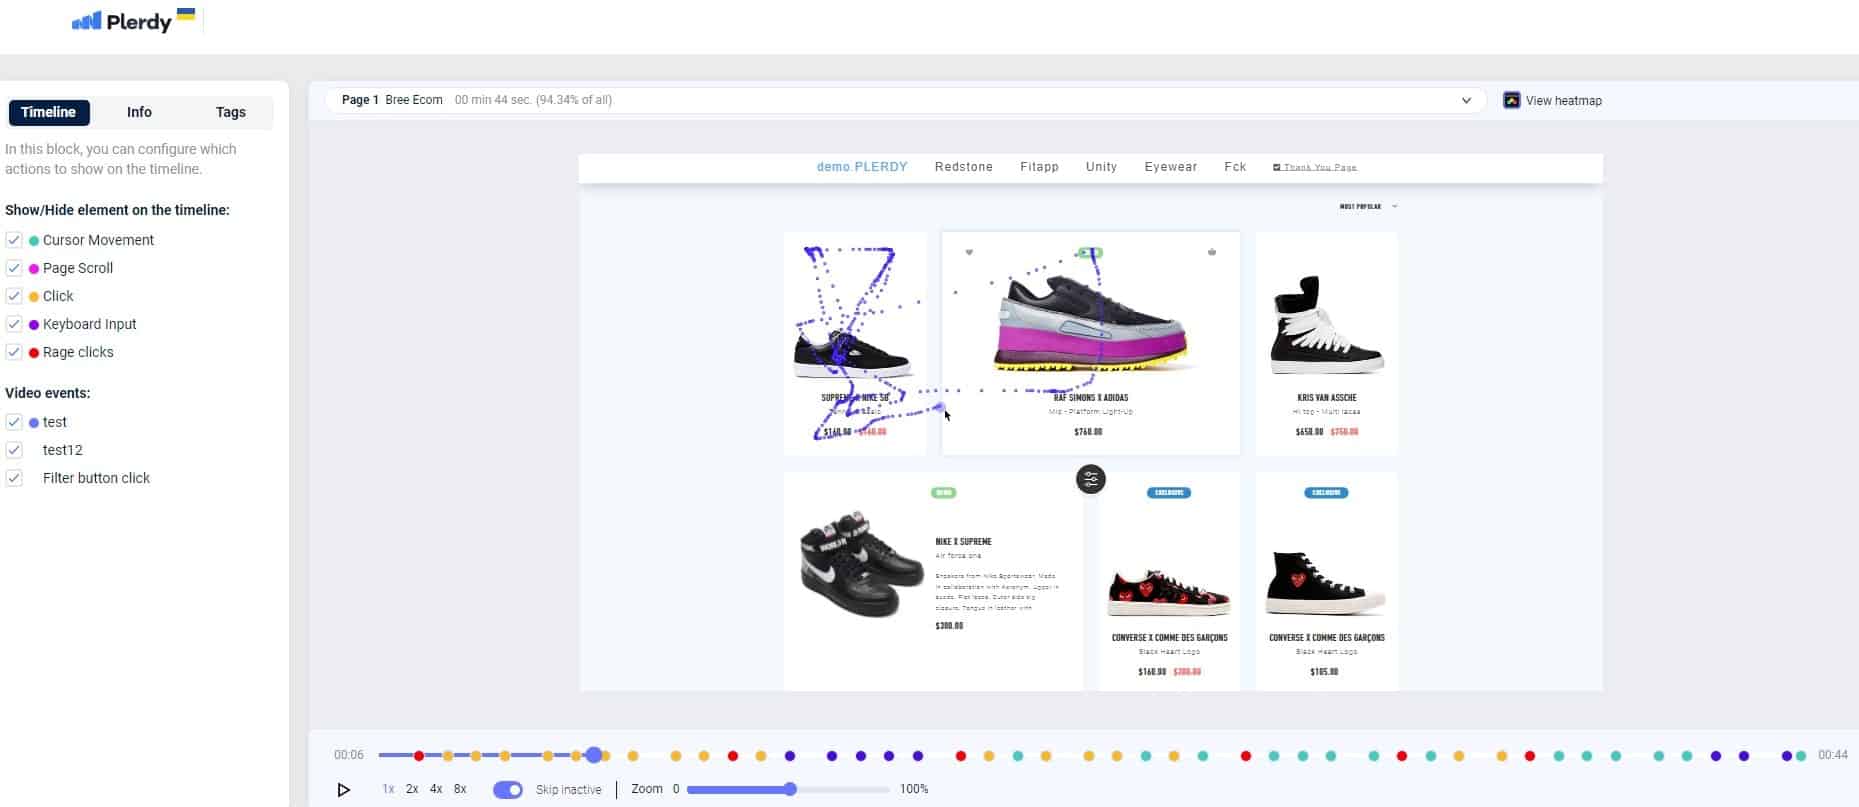 Plerdy
Timeline
Info
Tags
In this block, you can configure which
actions to show on the timeline.
Show/Hide element on the timeline:
Cursor Movement
Page Scroll
Click
Keyboard Input
Rage clicks
Video events:
test
test12
Filter button click
Page 1 Bree Ecom 00 min 44 sec. (94.34% of all)
View heatmap
demo.PLERDY Redstone Fitapp Unity Eyewear Fck Thank You Page
MOST POPULAR
SUPREME X NIKE SB
$140.00 $160.00
RAF SIMONS X ADIDAS
Mid - Platform Light-Up
$760.00
KRIS VAN ASSCHE
Hi top - Multi laces
$650.00 $750.00
NIKE X SUPREME
Air force one
Sneakers from Nike Sportswear. Made
in collaboration with Acronym. Upper in
suede. Flat laces. Outer side zip
closure. Tongue in leather with
$300.00
EXCLUSIVE
CONVERSE X COMME DES GARÇONS
Black Heart Logo
$160.00 $200.00
EXCLUSIVE
CONVERSE X COMME DES GARÇONS
Black Heart Logo
$105.00
00:06
00:44
1x 2x 4x 8x Skip inactive Zoom 0 100%